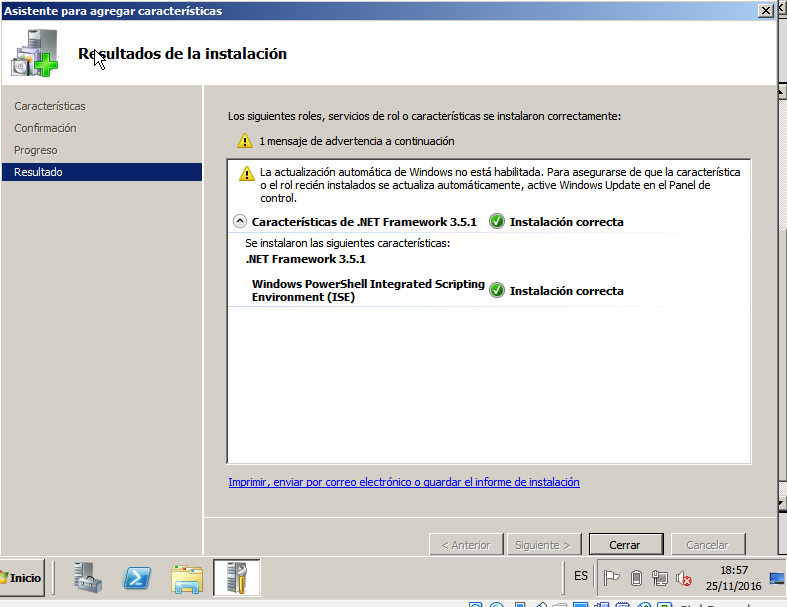 Asistente para agregar características
Resultados de la instalación
Características
Confirmación
Progreso
Resultado
Los siguientes roles, servicios de rol o características se instalaron correctamente:
1 mensaje de advertencia a continuación
La actualización automática de Windows no está habilitada. Para asegurarse de que la característica
o el rol recién instalados se actualiza automáticamente, active Windows Update en el Panel de
control.
Características de .NET Framework 3.5.1 Instalación correcta
Se instalaron las siguientes características:
.NET Framework 3.5.1
Windows PowerShell Integrated Scripting
Environment (ISE) Instalación correcta
Imprimir, enviar por correo electrónico o guardar el informe de instalación
< Anterior Siguiente > Cerrar Cancelar
Inicio ES 18:57
25/11/2016